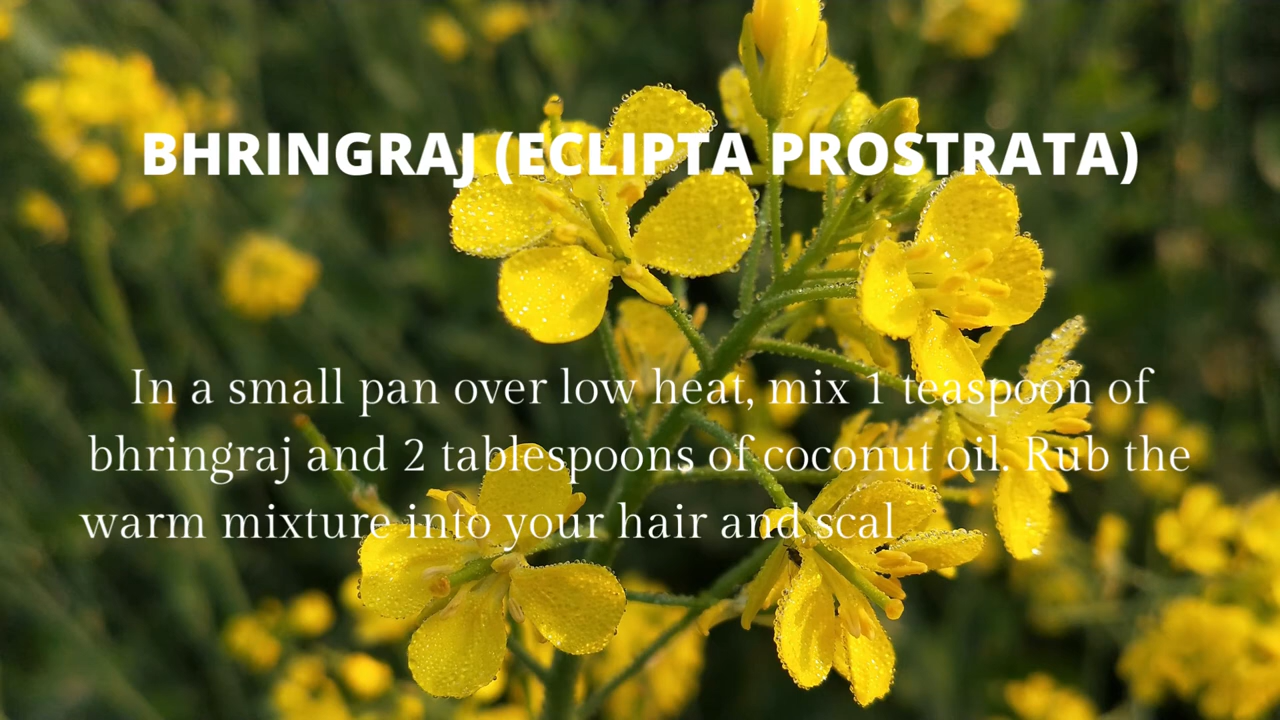 BHRINGRAJ (ECLIPTA PROSTRATA)
In a small pan over low heat, mix 1 teaspoon of
bhringraj and 2 tablespoons of coconut oil. Rub the
warm mixture into your hair and scal